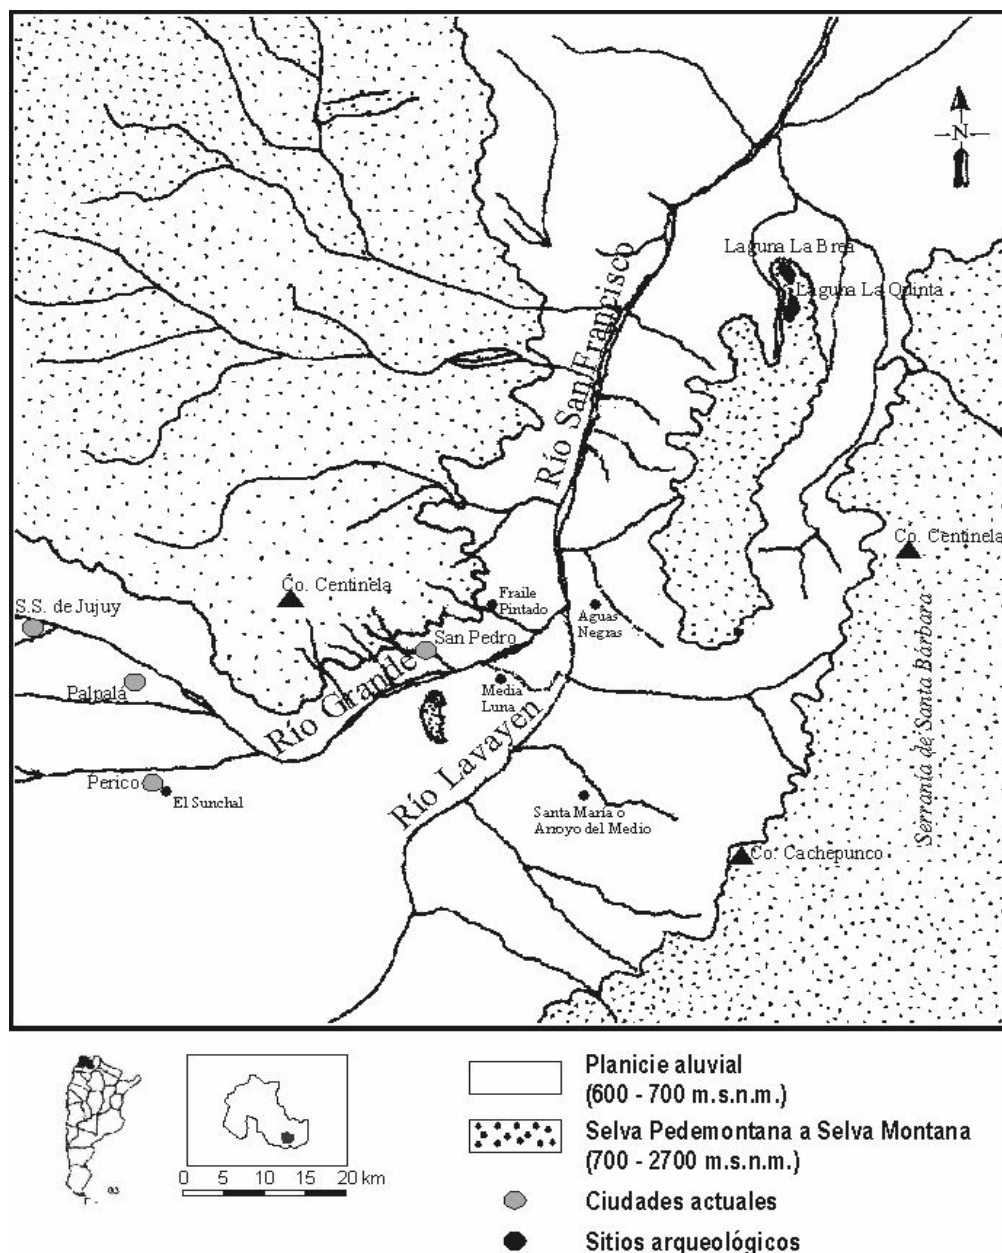 N
Laguna La Brea
Laguna La Quinta
Río San Francisco
Co. Centinela
Co. Centinela
S.S. de Jujuy
Fraile
Pintado
Aguas
Negras
San Pedro
Palpalá
Río Grande
Media
Luna
Río Lavayen
Serranía de Santa Bárbara
Perico
El Sunchal
Santa María o
Arroyo del Medio
Co. Cachepunco
Planicie aluvial
(600 - 700 m.s.n.m.)
Selva Pedemontana a Selva Montana
(700 - 2700 m.s.n.m.)
0 5 10 15 20 km
Ciudades actuales
Sitios arqueológicos